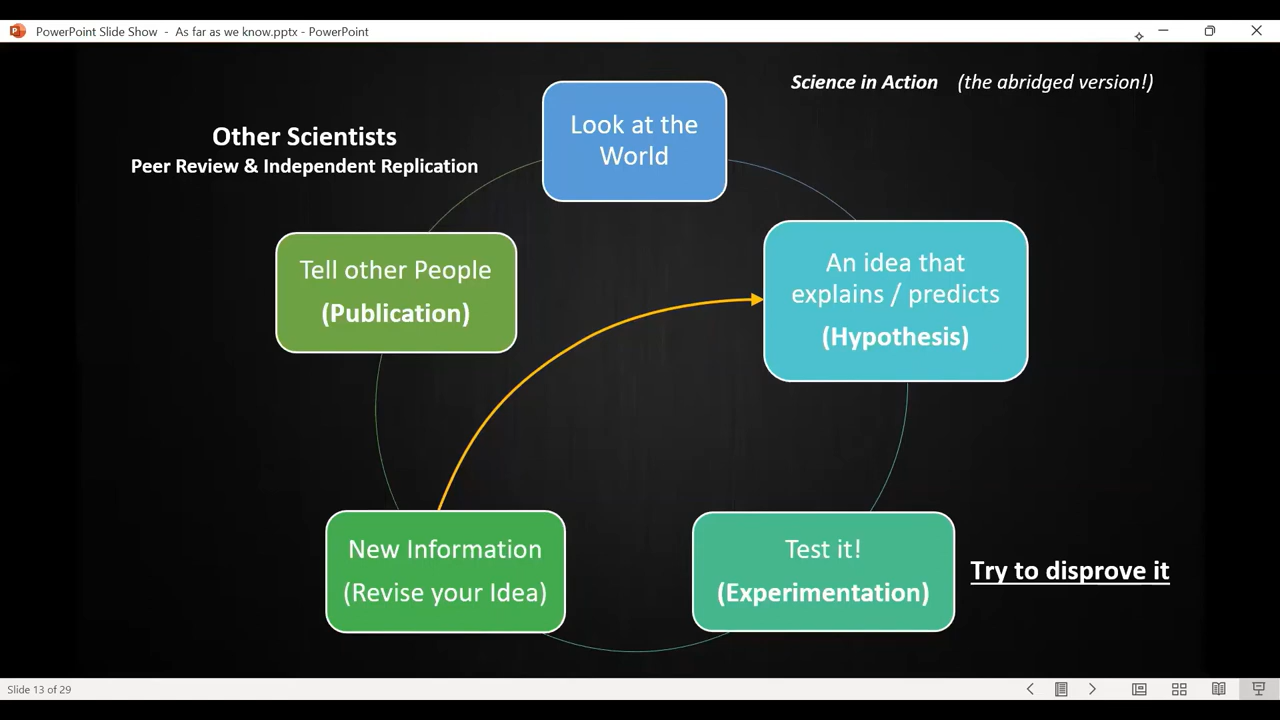 PowerPoint Slide Show - As far as we know.pptx - PowerPoint
Science in Action (the abridged version!)
Look at the
World
Other Scientists
Peer Review & Independent Replication
An idea that
explains / predicts
(Hypothesis)
Tell other People
(Publication)
Test it!
(Experimentation)
Try to disprove it
New Information
(Revise your Idea)
Slide 13 of 29